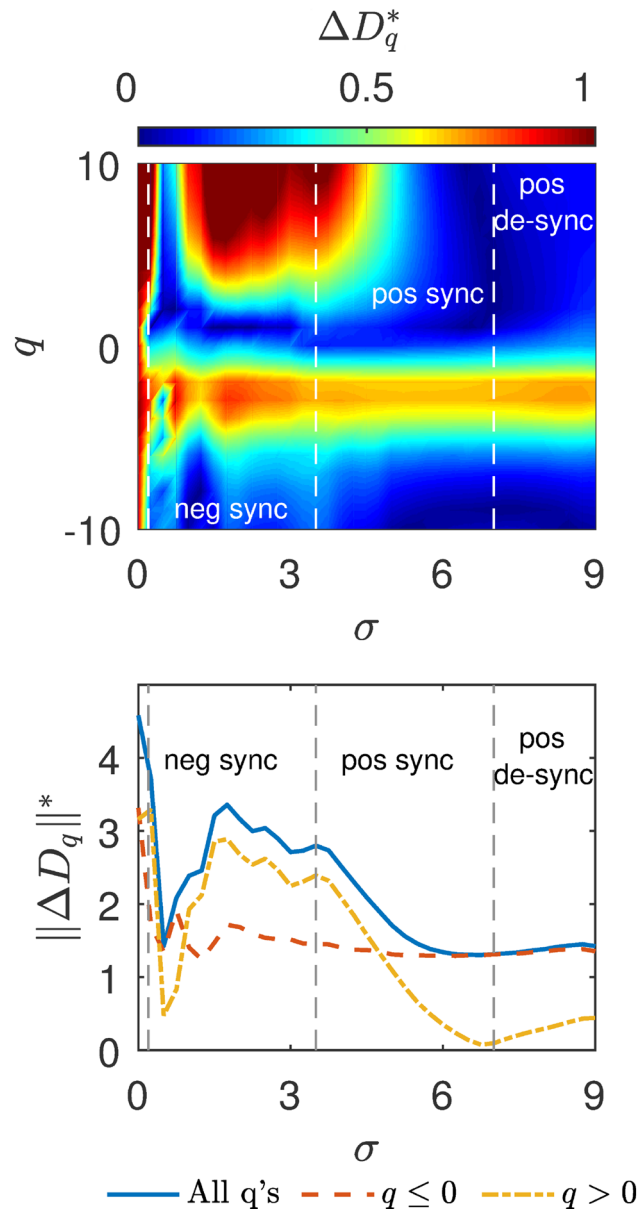 ΔD*_q
0 0.5 1
10
pos
de-sync
pos sync
q
0
neg sync
-10
0 3 6 9
σ
pos
de-sync
neg sync
pos sync
4
3
2
1
0
||ΔD_q||*
0 3 6 9
σ
All q's q ≤ 0 q > 0